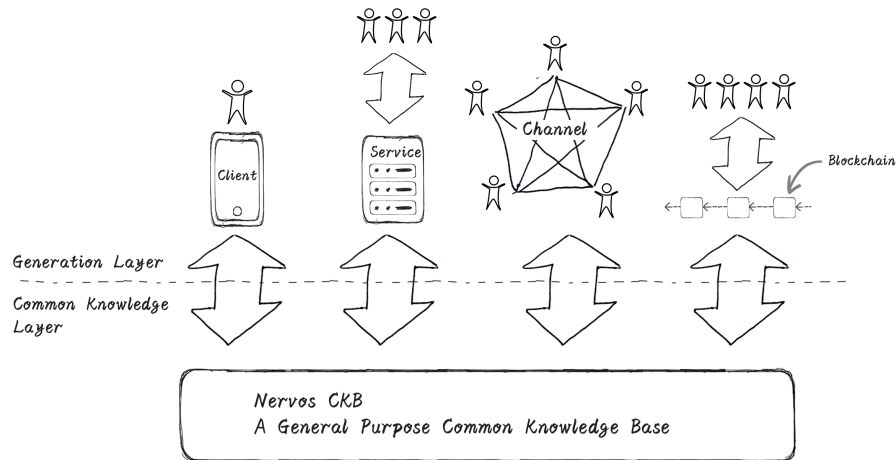 Service
Channel
Client
Blockchain
Generation Layer
Common Knowledge
Layer
Nervos CKB
A General Purpose Common Knowledge Base